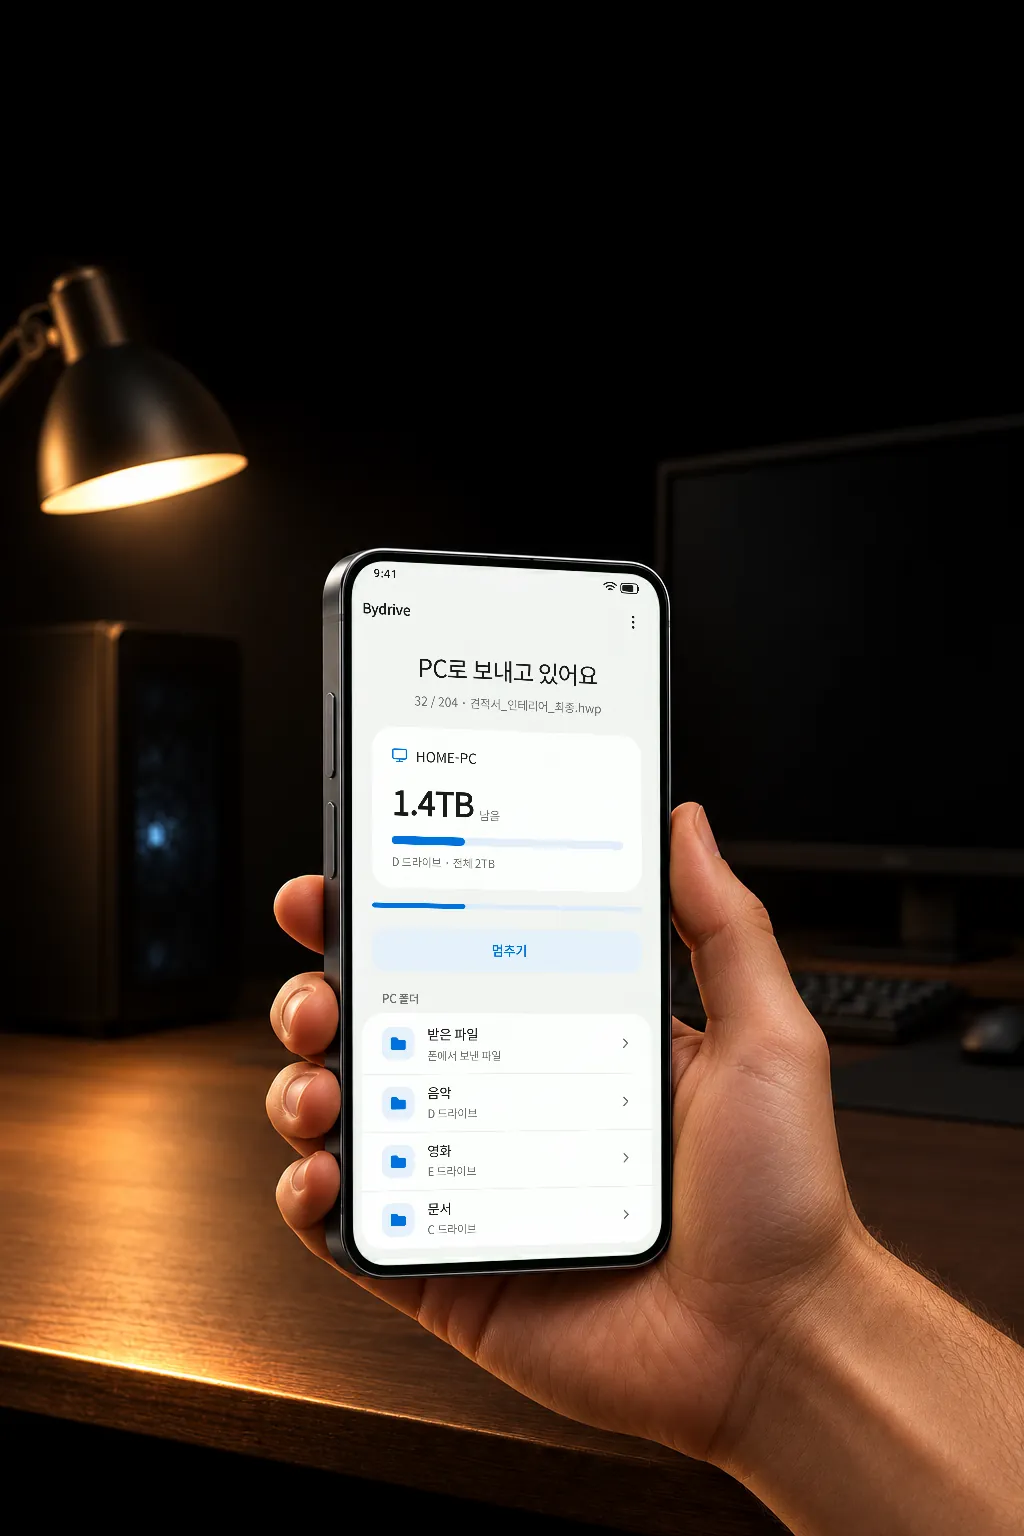 9:41
Bydrive
PC로 보내고 있어요
32 / 204 · 견적서_인테리어_최종.hwp
HOME-PC
1.4TB 남음
D 드라이브 · 전체 2TB
멈추기
PC 폴더
받은 파일
폰에서 보낸 파일
음악
D 드라이브
영화
E 드라이브
문서
C 드라이브